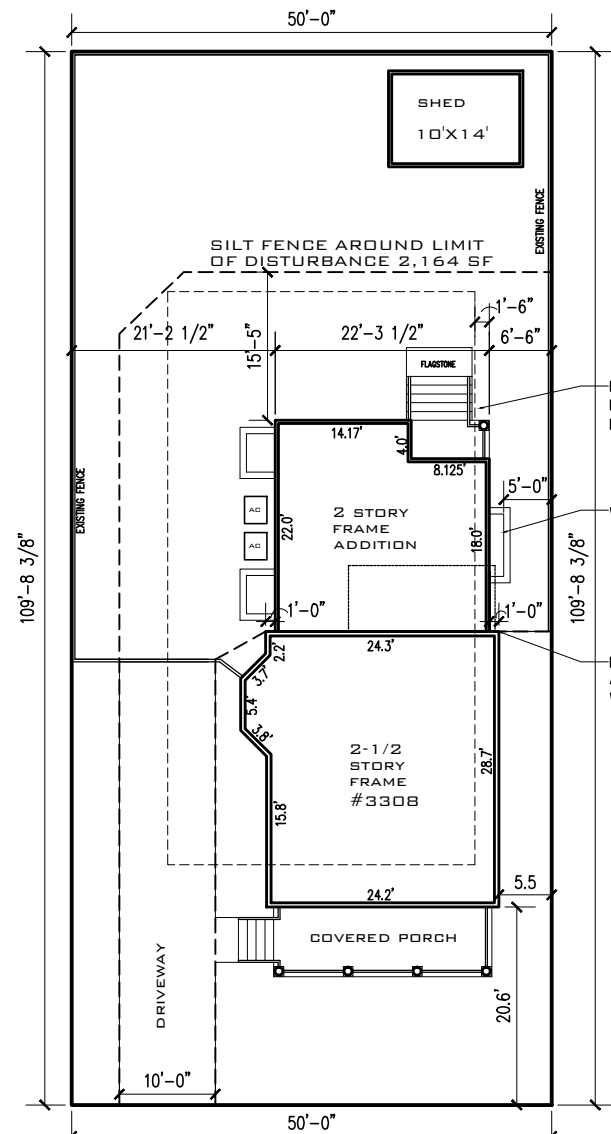 50'-0"
SHED
10'X14'
EXISTING FENCE
SILT FENCE AROUND LIMIT
OF DISTURBANCE 2,164 SF
1'-6"
21'-2 1/2"
15'-5"
22'-3 1/2"
6'-6"
FLAGSTONE
14.17'
4.0'
8.125'
5'-0"
EXISTING FENCE
AC
AC
22.0'
2 STORY
FRAME
ADDITION
18.0'
109'-8 3/8"
109'-8 3/8"
1'-0"
1'-0"
24.3'
2.2'
3.7'
5.4'
3.8'
2-1/2
STORY
FRAME
#3308
28.7'
15.8'
24.2'
5.5
COVERED PORCH
DRIVEWAY
20.6'
10'-0"
50'-0"